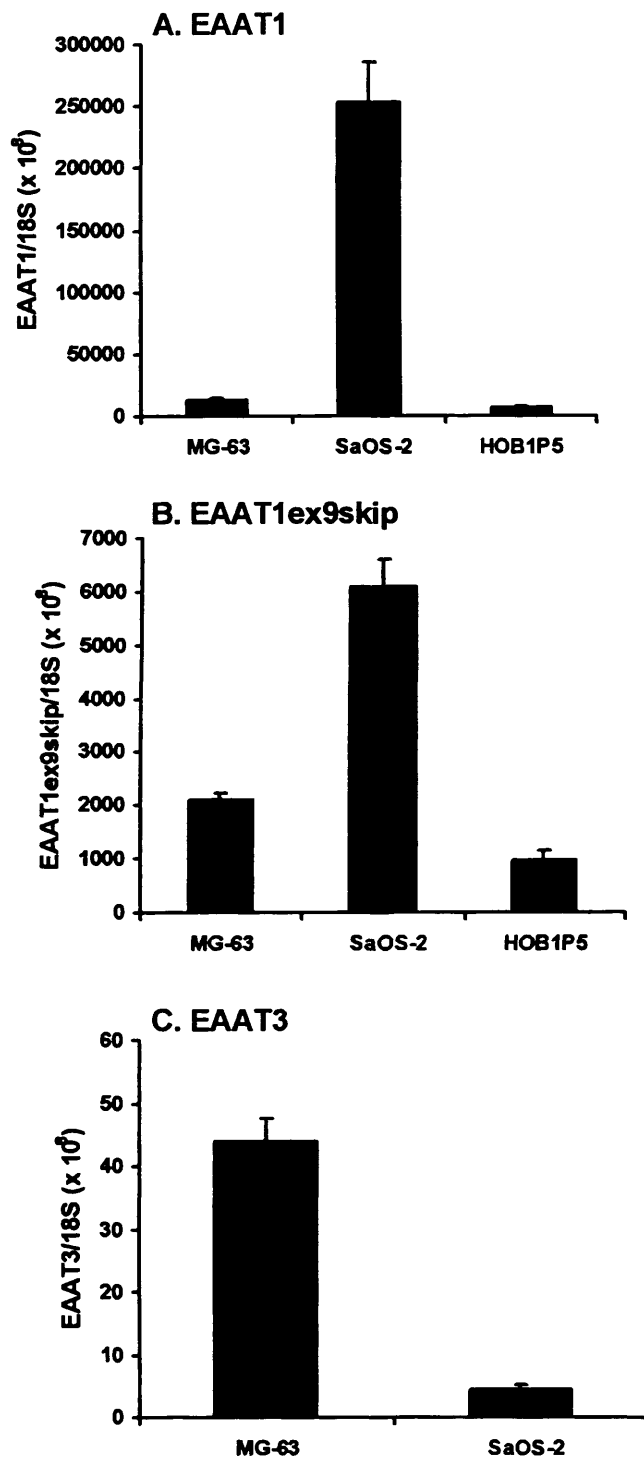 A. EAAT1
300000
250000
200000
150000
100000
50000
0
EAAT1/18S (x 10⁸)
MG-63 SaOS-2 HOB1P5
B. EAAT1ex9skip
7000
6000
5000
4000
3000
2000
1000
0
EAAT1ex9skip/18S (x 10⁸)
MG-63 SaOS-2 HOB1P5
C. EAAT3
60
50
40
30
20
10
0
EAAT3/18S (x 10⁸)
MG-63 SaOS-2